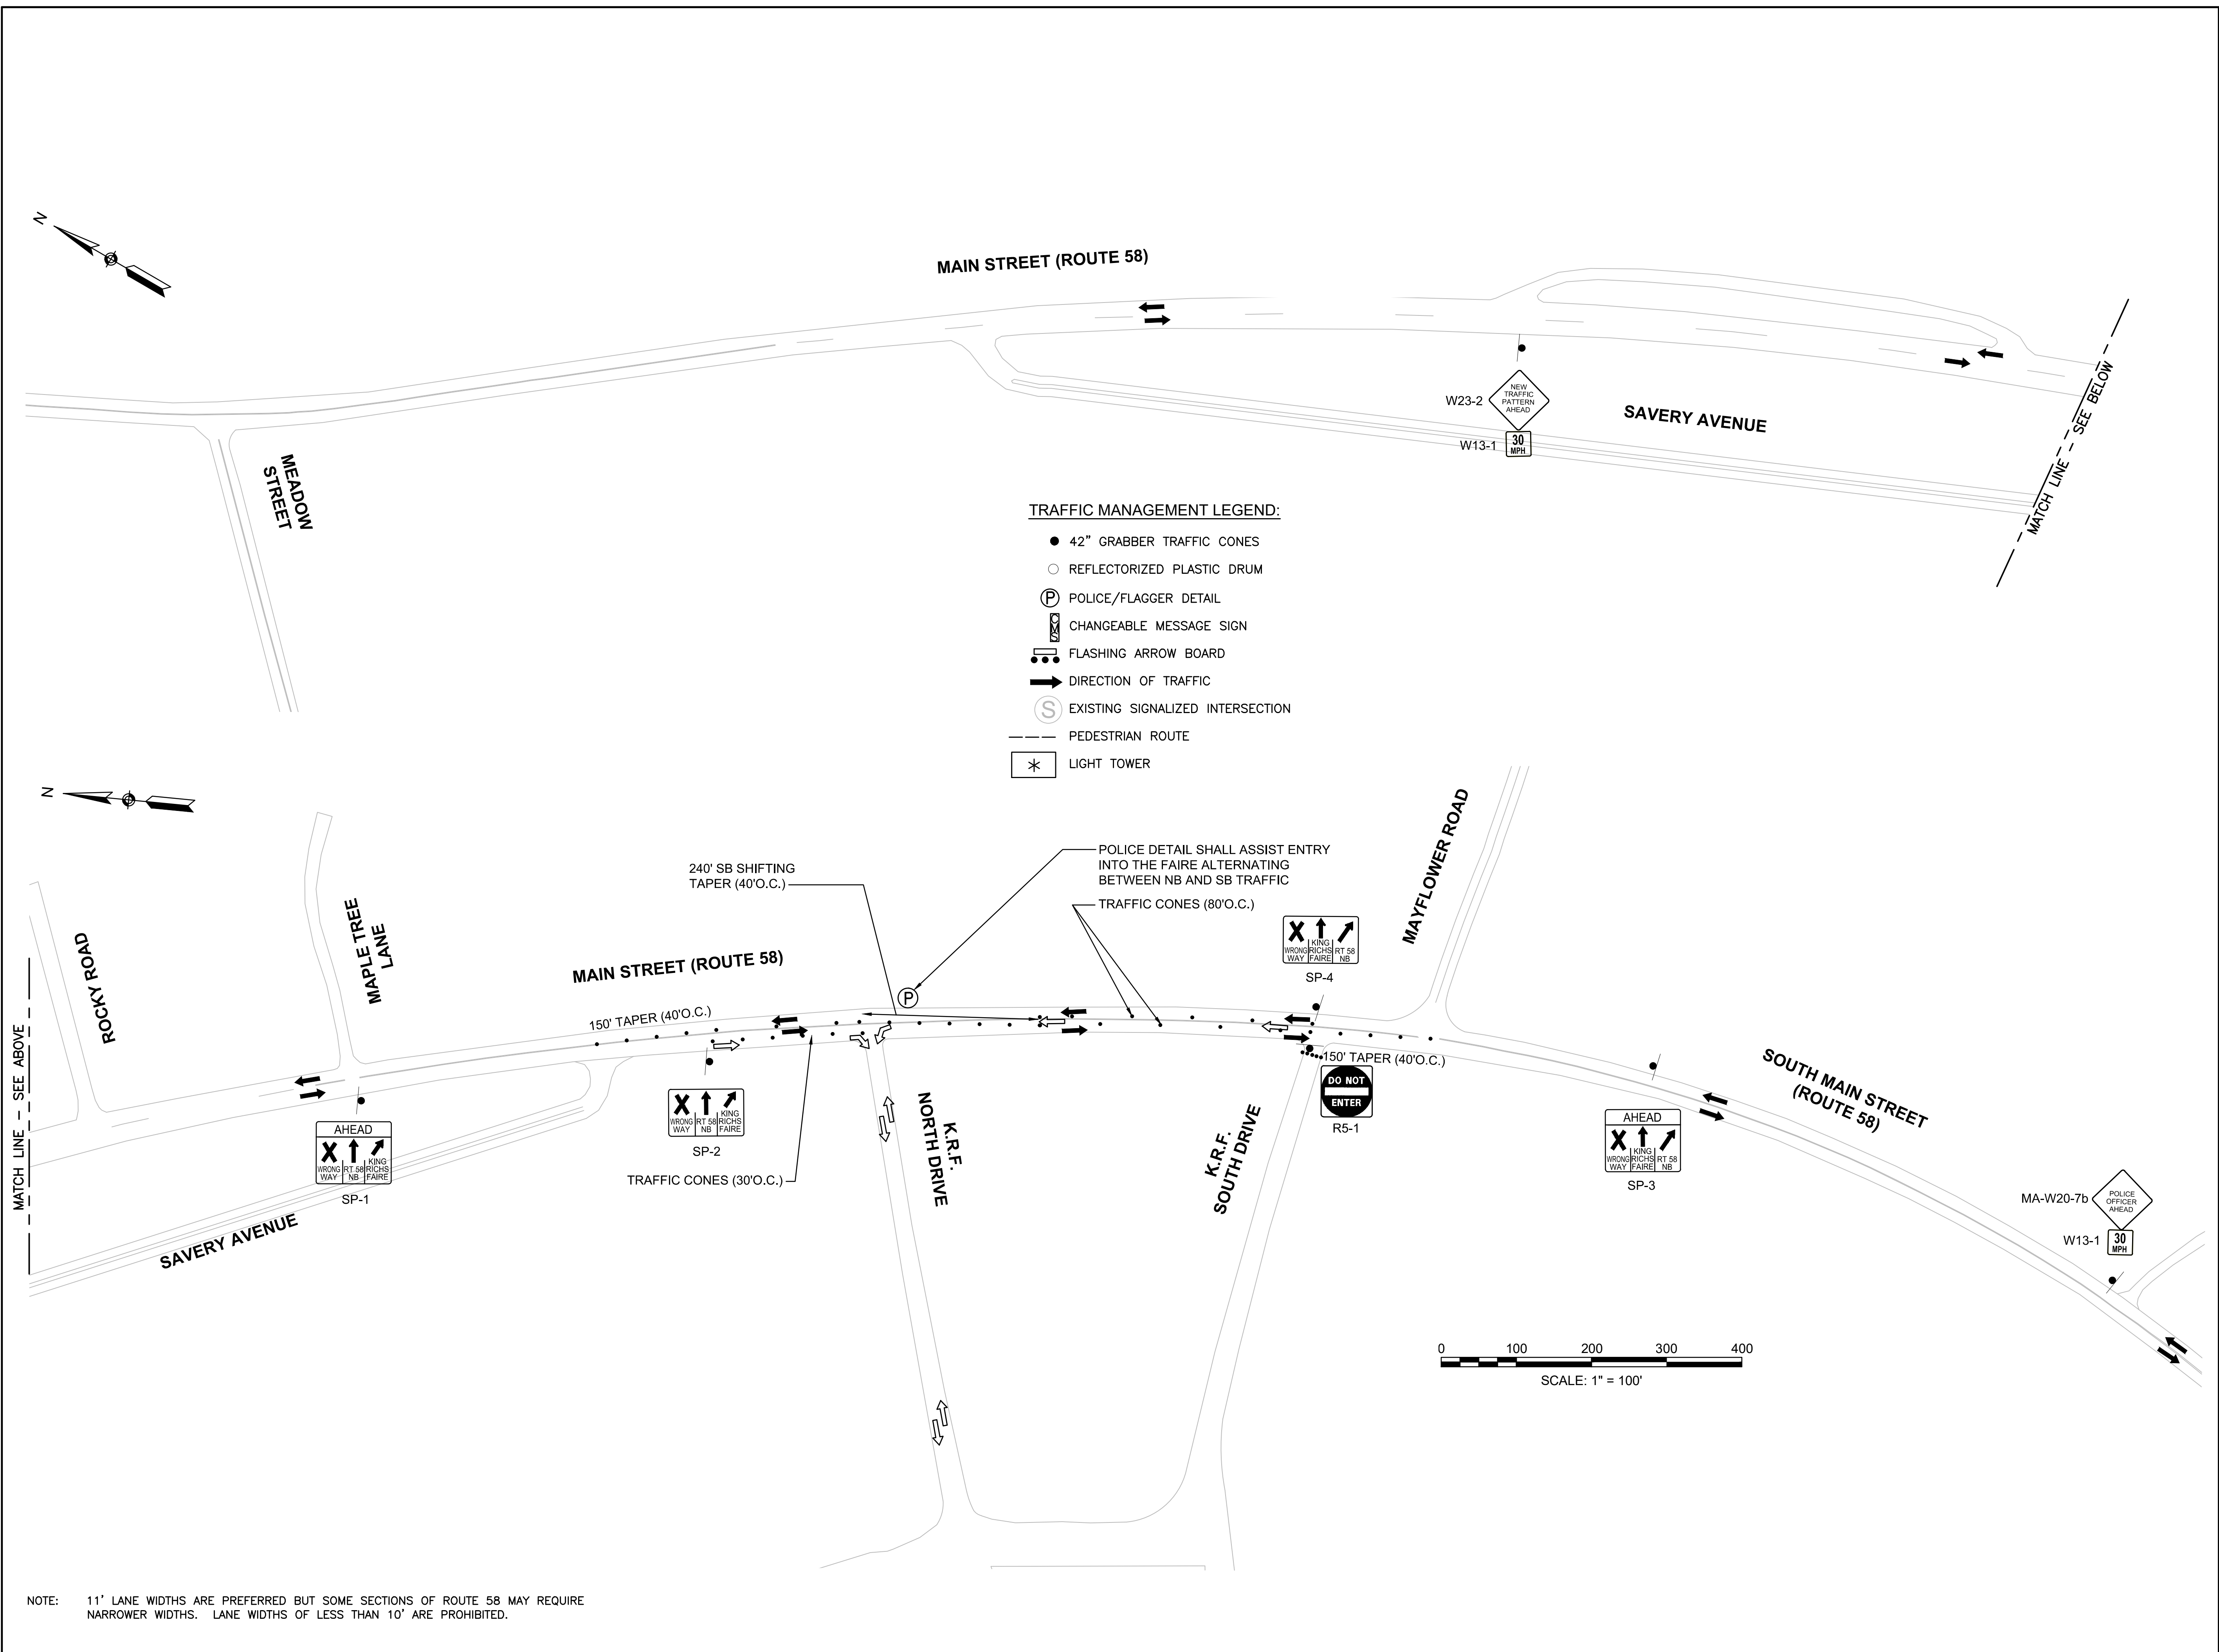 N
MAIN STREET (ROUTE 58)
MEADOW
STREET
W23-2
NEW
TRAFFIC
PATTERN
AHEAD
W13-1
30
MPH
SAVERY AVENUE
MATCH LINE - SEE BELOW
TRAFFIC MANAGEMENT LEGEND:
42" GRABBER TRAFFIC CONES
REFLECTORIZED PLASTIC DRUM
P POLICE/FLAGGER DETAIL
CMS CHANGEABLE MESSAGE SIGN
FLASHING ARROW BOARD
DIRECTION OF TRAFFIC
S EXISTING SIGNALIZED INTERSECTION
PEDESTRIAN ROUTE
LIGHT TOWER
N
MATCH LINE - SEE ABOVE
ROCKY ROAD
MAPLE TREE
LANE
MAIN STREET (ROUTE 58)
240' SB SHIFTING
TAPER (40'O.C.)
POLICE DETAIL SHALL ASSIST ENTRY
INTO THE FAIRE ALTERNATING
BETWEEN NB AND SB TRAFFIC
TRAFFIC CONES (80'O.C.)
P
150' TAPER (40'O.C.)
WRONG WAY
KING RICHS FAIRE
RT 58 NB
SP-4
MAYFLOWER ROAD
150' TAPER (40'O.C.)
DO NOT
ENTER
R5-1
SOUTH MAIN STREET
(ROUTE 58)
AHEAD
WRONG WAY
RT 58 NB
KING RICHS FAIRE
SP-1
WRONG WAY
RT 58 NB
KING RICHS FAIRE
SP-2
TRAFFIC CONES (30'O.C.)
K.R.F.
NORTH DRIVE
K.R.F.
SOUTH DRIVE
AHEAD
WRONG WAY
KING RICHS FAIRE
RT 58 NB
SP-3
MA-W20-7b
POLICE
OFFICER
AHEAD
W13-1
30
MPH
SAVERY AVENUE
0 100 200 300 400
SCALE: 1" = 100'
NOTE: 11' LANE WIDTHS ARE PREFERRED BUT SOME SECTIONS OF ROUTE 58 MAY REQUIRE
NARROWER WIDTHS. LANE WIDTHS OF LESS THAN 10' ARE PROHIBITED.